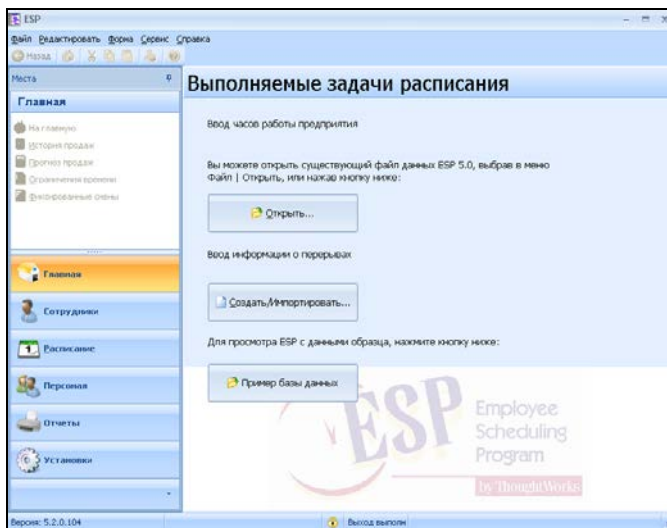 ESP
Файл Редактировать Форма Сервис Справка
Назад
Места
Главная
На главную
История продаж
Прогноз продаж
Ограничения времени
Фиксированные смены
Главная
Сотрудники
Расписание
Персонал
Отчеты
Установки
Выполняемые задачи расписания
Ввод часов работы предприятия
Вы можете открыть существующий файл данных ESP 5.0, выбрав в меню
Файл | Открыть, или нажав кнопку ниже:
Открыть...
Ввод информации о перерывах
Создать/Импортировать...
Для просмотра ESP с данными образца, нажмите кнопку ниже:
Пример базы данных
ESP
Employee
Scheduling
Program
by ThoughtWorks
Версия: 5.2.0.104
Выход выполн